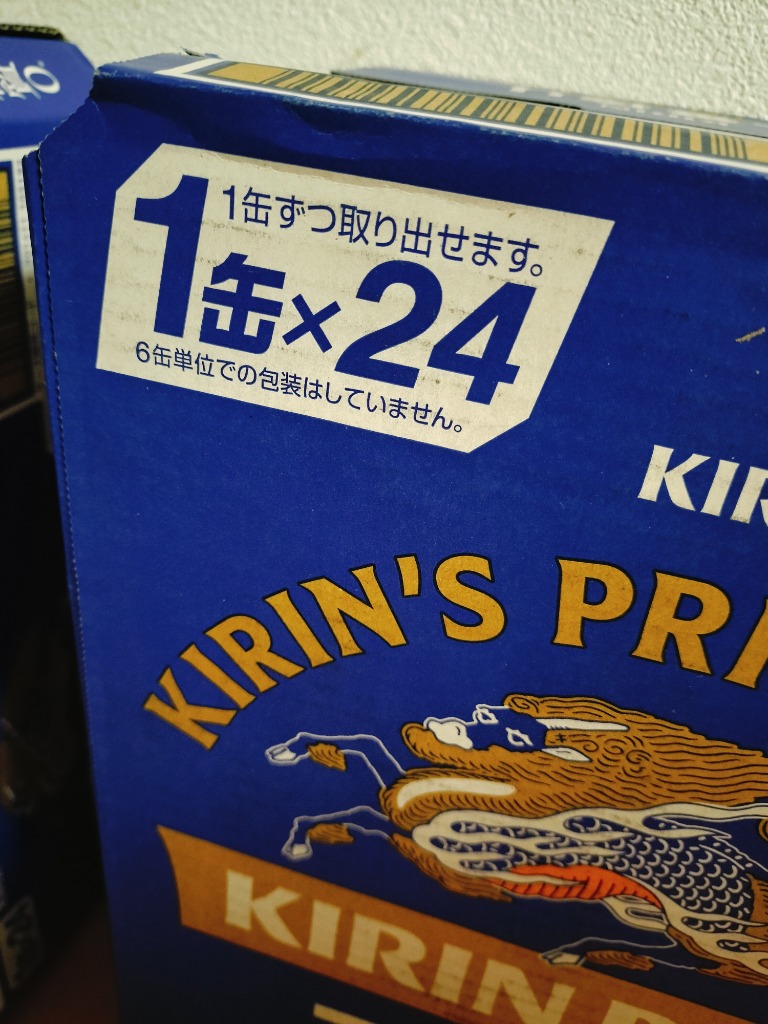 1缶ずつ取り出せます。
1缶×24
6缶単位での包装はしていません。
KIR
KIRIN'S PRI
KIRIN